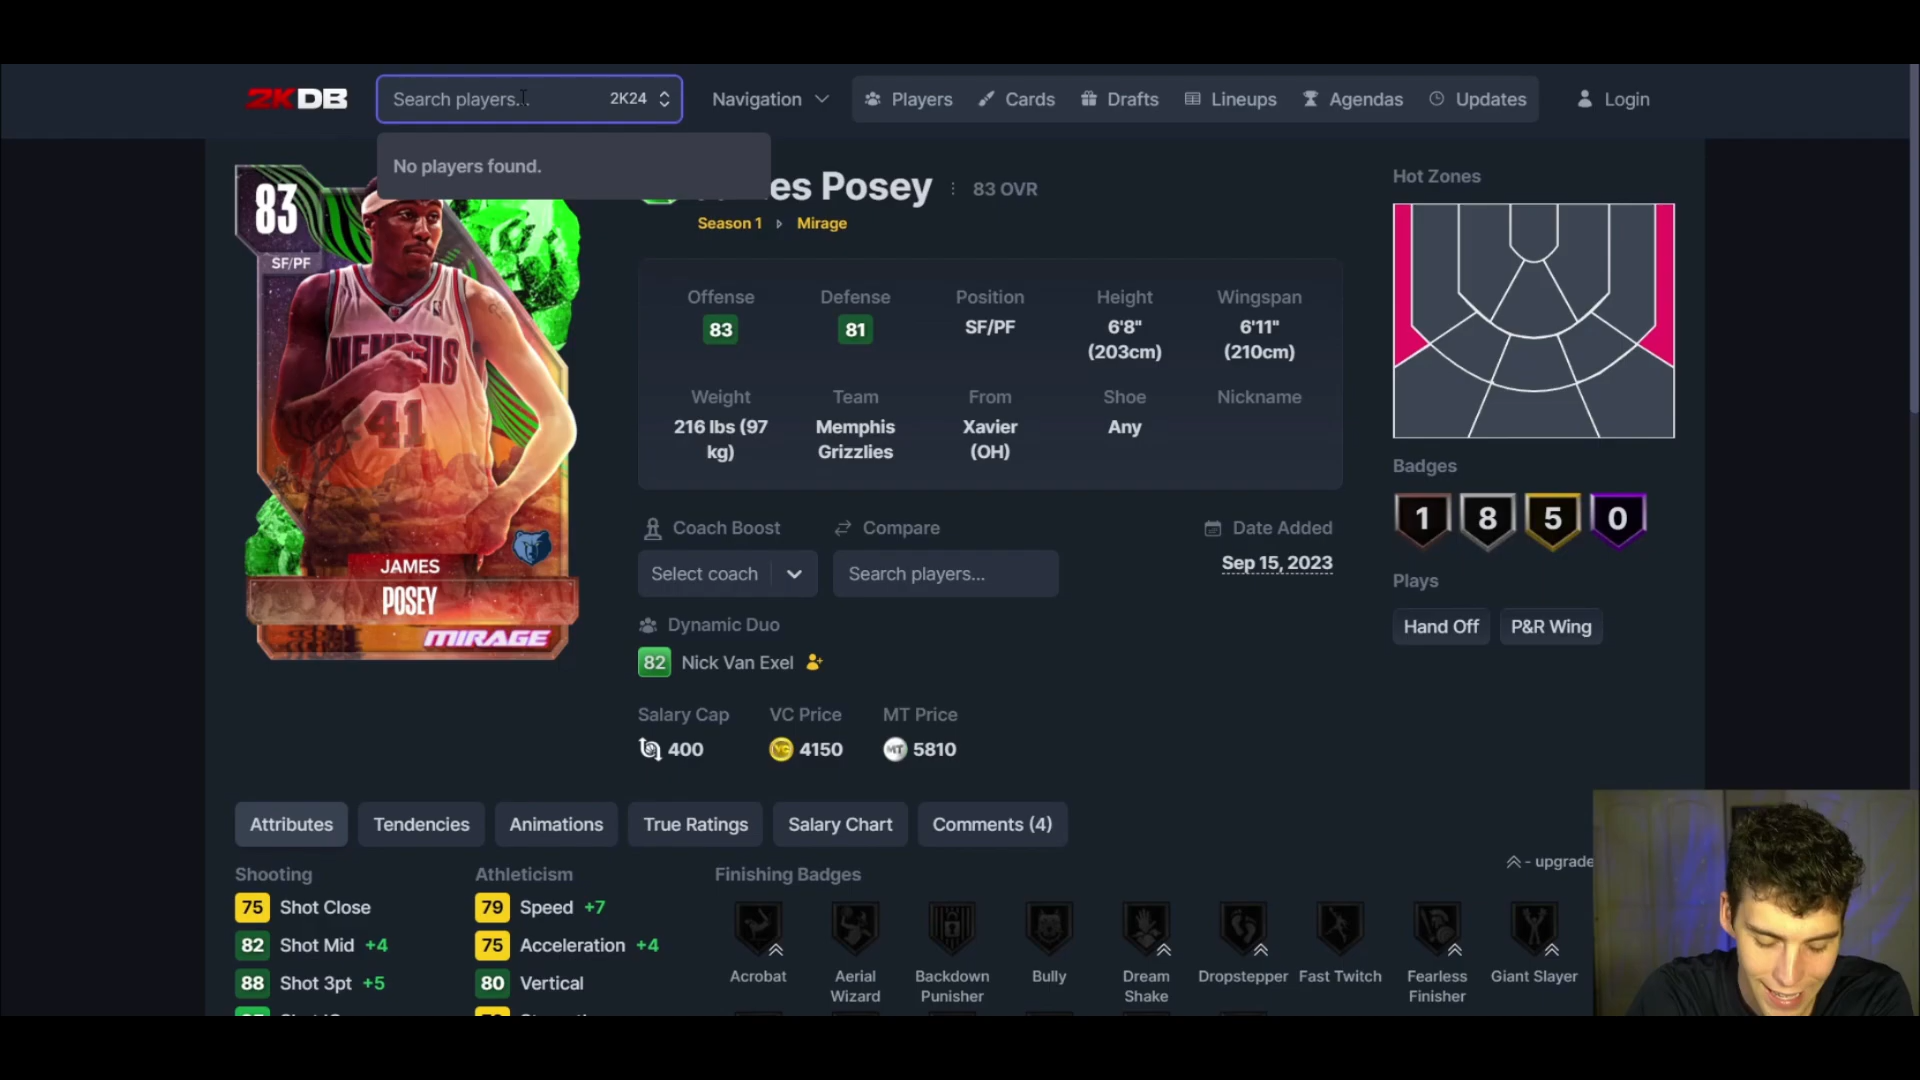 2KDB
Search players...
2K24
Navigation
Players
Cards
Drafts
Lineups
Agendas
Updates
Login
No players found.
83
SF/PF
MEMPHIS
41
JAMES
POSEY
MIRAGE
es Posey
83 OVR
Season 1
Mirage
Offense
Defense
Position
Height
Wingspan
83
81
SF/PF
6'8"
(203cm)
6'11"
(210cm)
Weight
Team
From
Shoe
Nickname
216 lbs (97
kg)
Memphis
Grizzlies
Xavier
(OH)
Any
Coach Boost
Compare
Date Added
Select coach
Search players...
Sep 15, 2023
Dynamic Duo
82 Nick Van Exel
Salary Cap
VC Price
MT Price
400
VC 4150
MT 5810
Hot Zones
Badges
1
8
5
0
Plays
Hand Off
P&R Wing
Attributes
Tendencies
Animations
True Ratings
Salary Chart
Comments (4)
- upgrade
Shooting
75 Shot Close
82 Shot Mid +4
88 Shot 3pt +5
Athleticism
79 Speed +7
75 Acceleration +4
80 Vertical
Finishing Badges
Acrobat
Aerial
Wizard
Backdown
Punisher
Bully
Dream
Shake
Dropstepper
Fast Twitch
Fearless
Finisher
Giant Slayer